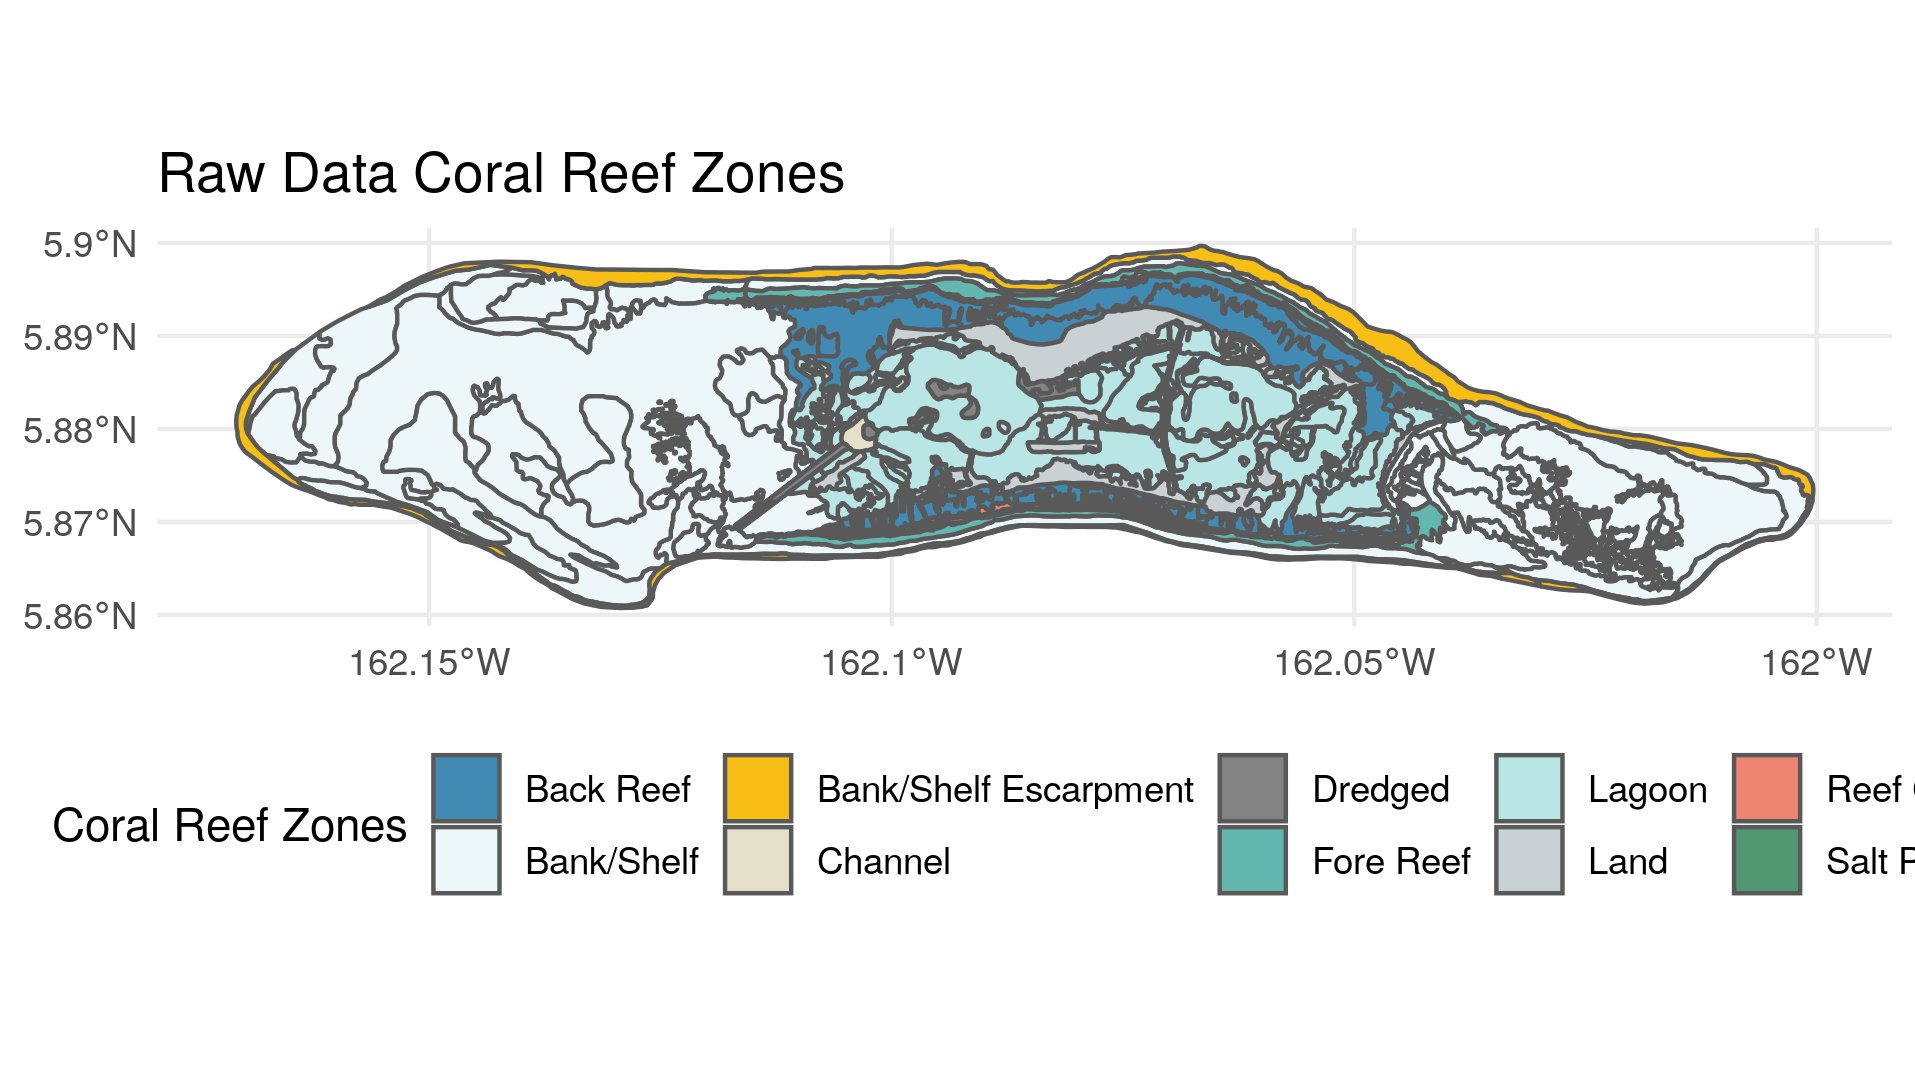 Raw Data Coral Reef Zones
5.9°N
5.89°N
5.88°N
5.87°N
5.86°N
162.15°W 162.1°W 162.05°W 162°W
Coral Reef Zones
Back Reef Bank/Shelf Escarpment Dredged Lagoon Reef
Bank/Shelf Channel Fore Reef Land Salt